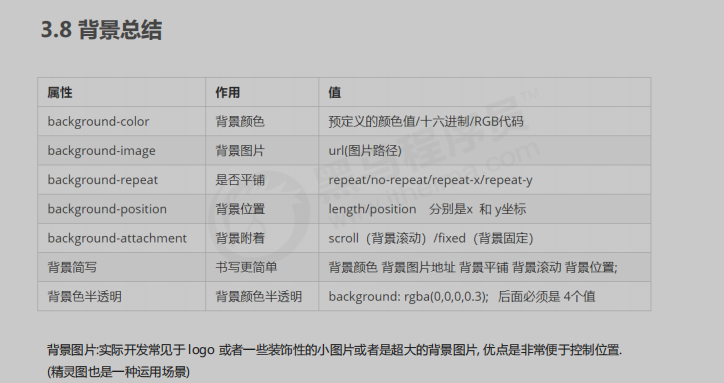 3.8 背景总结
属性 作用 值
background-color 背景颜色 预定义的颜色值/十六进制/RGB代码
background-image 背景图片 url(图片路径)
background-repeat 是否平铺 repeat/no-repeat/repeat-x/repeat-y
background-position 背景位置 length/position 分别是x 和 y坐标
background-attachment 背景附着 scroll（背景滚动）/fixed（背景固定）
背景简写 书写更简单 背景颜色 背景图片地址 背景平铺 背景滚动 背景位置;
背景色半透明 背景颜色半透明 background: rgba(0,0,0,0.3); 后面必须是 4个值
背景图片:实际开发常见于 logo 或者一些装饰性的小图片或者是超大的背景图片, 优点是非常便于控制位置.
(精灵图也是一种运用场景)
黑马程序员™
www.itheima.com